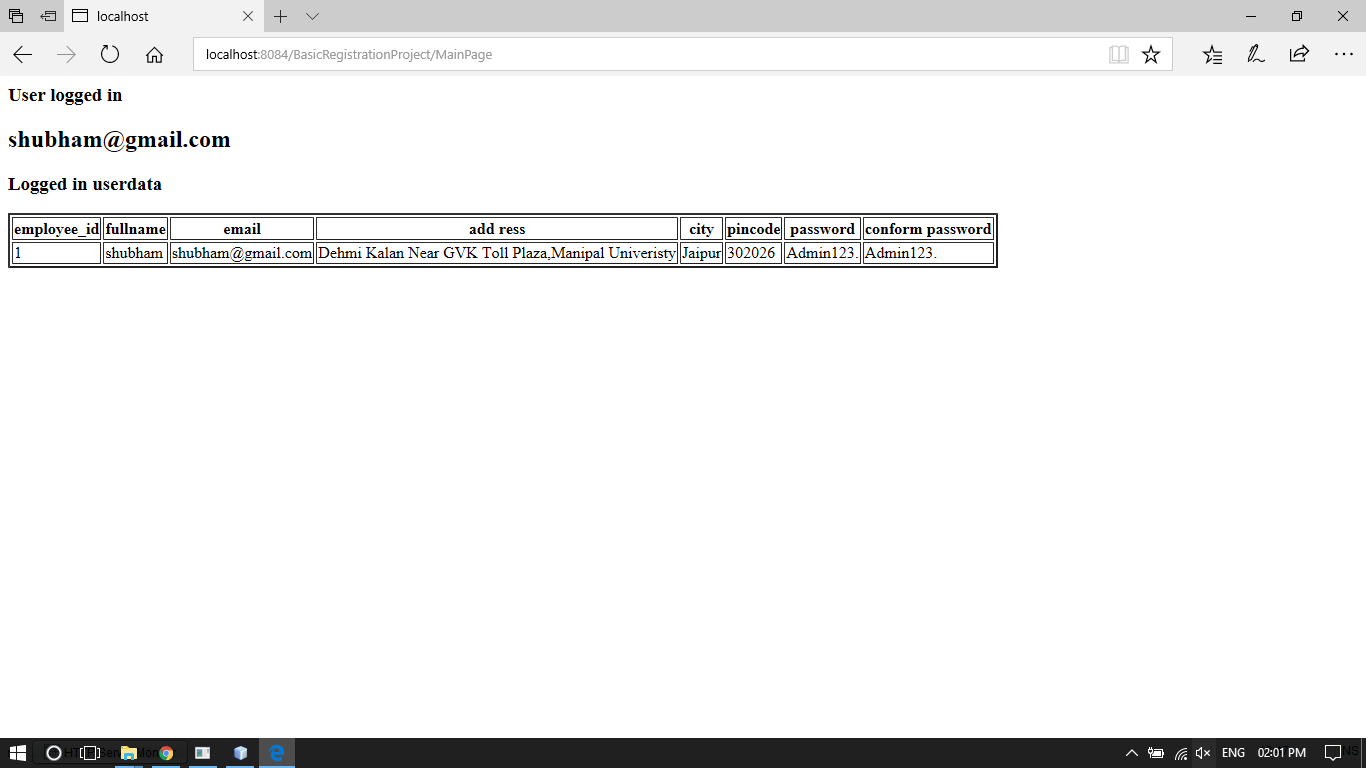 localhost
localhost:8084/BasicRegistrationProject/MainPage
User logged in
shubham@gmail.com
Logged in userdata
employee_id fullname email add ress city pincode password conform password
1 shubham shubham@gmail.com Dehmi Kalan Near GVK Toll Plaza,Manipal Univeristy Jaipur 302026 Admin123. Admin123.
ENG 02:01 PM